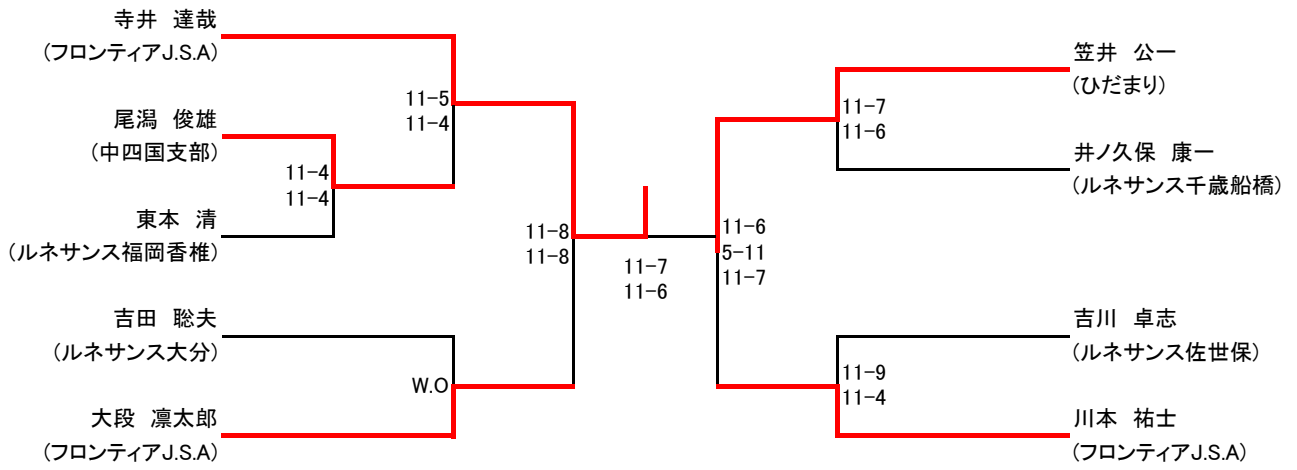 寺井　達哉
(フロンティアJ.S.A)
尾潟　俊雄
(中四国支部)
東本　清
(ルネサンス福岡香椎)
吉田　聡夫
(ルネサンス大分)
大段　凛太郎
(フロンティアJ.S.A)
11-4
11-4
11-5
11-4
W.O
11-8
11-8
11-7
11-6
11-6
5-11
11-7
11-7
11-6
11-9
11-4
笠井　公一
(ひだまり)
井ノ久保　康一
(ルネサンス千歳船橋)
吉川　卓志
(ルネサンス佐世保)
川本　祐士
(フロンティアJ.S.A)